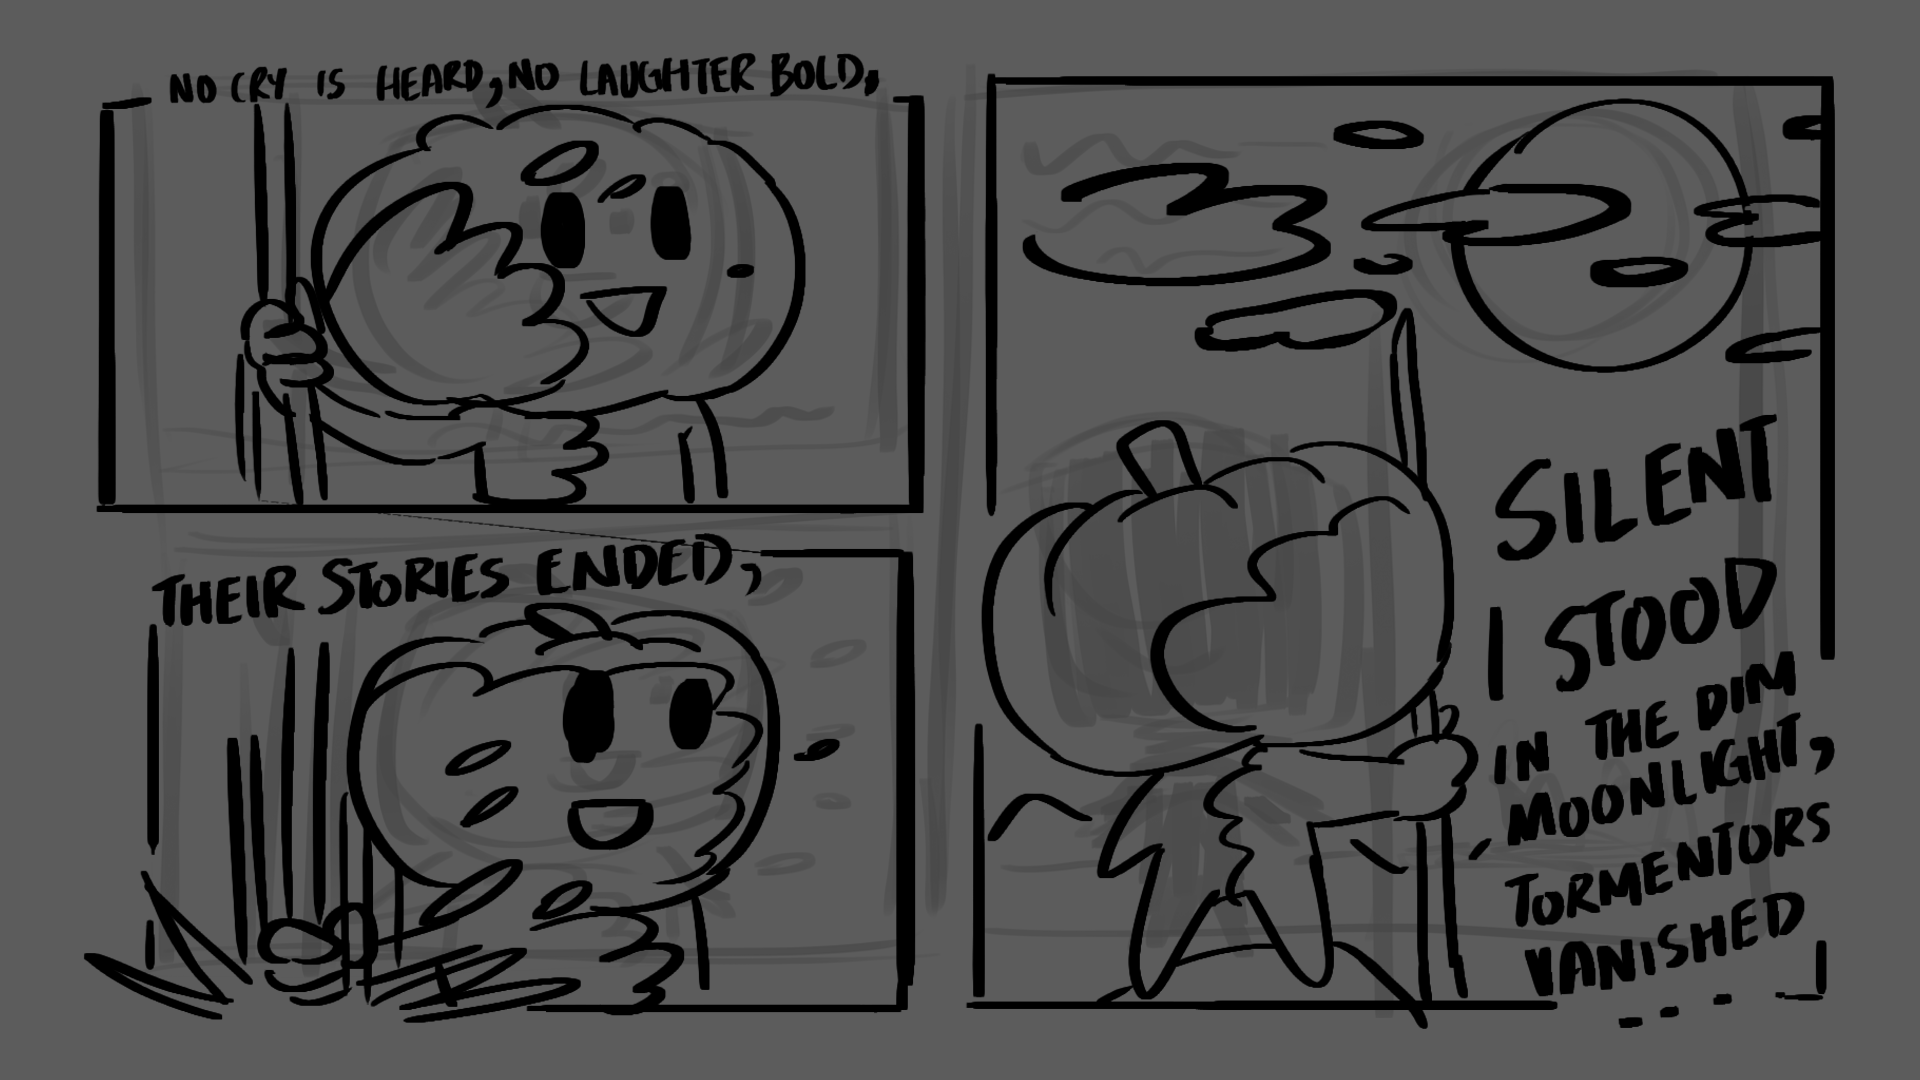 NO CRY IS HEARD, NO LAUGHTER BOLD,
THEIR STORIES ENDED,
SILENT
I STOOD
IN THE DIM
MOONLIGHT,
TORMENTORS
VANISHED